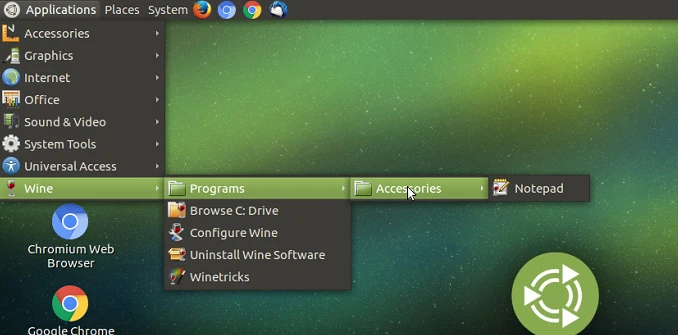 Applications Places System
Accessories
Graphics
Internet
Office
Sound & Video
System Tools
Universal Access
Wine
Programs
Accessories
Notepad
Browse C: Drive
Configure Wine
Uninstall Wine Software
Winetricks
Chromium Web
Browser
Google Chrome